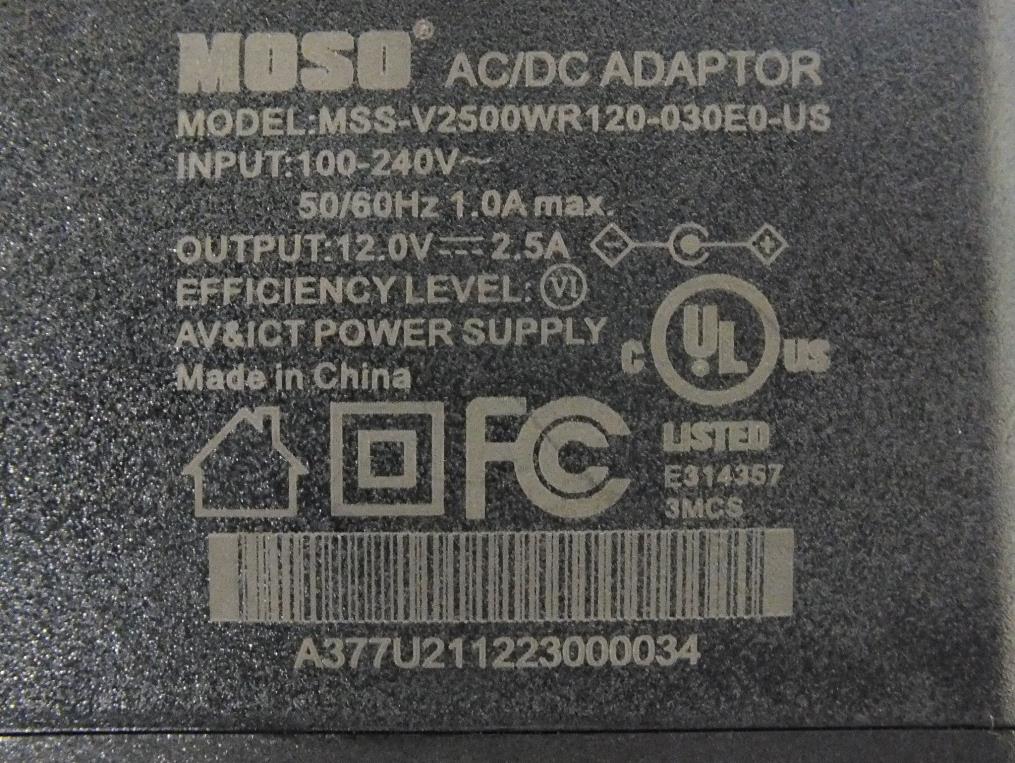 MOSO® AC/DC ADAPTOR
MODEL:MSS-V2500WR120-030E0-US
INPUT:100-240V~
50/60Hz 1.0A max.
OUTPUT:12.0V⎓2.5A
EFFICIENCY LEVEL: VI
AV&ICT POWER SUPPLY
Made in China
C UL US
LISTED
E314357
3MCS
FC
A377U211223000034